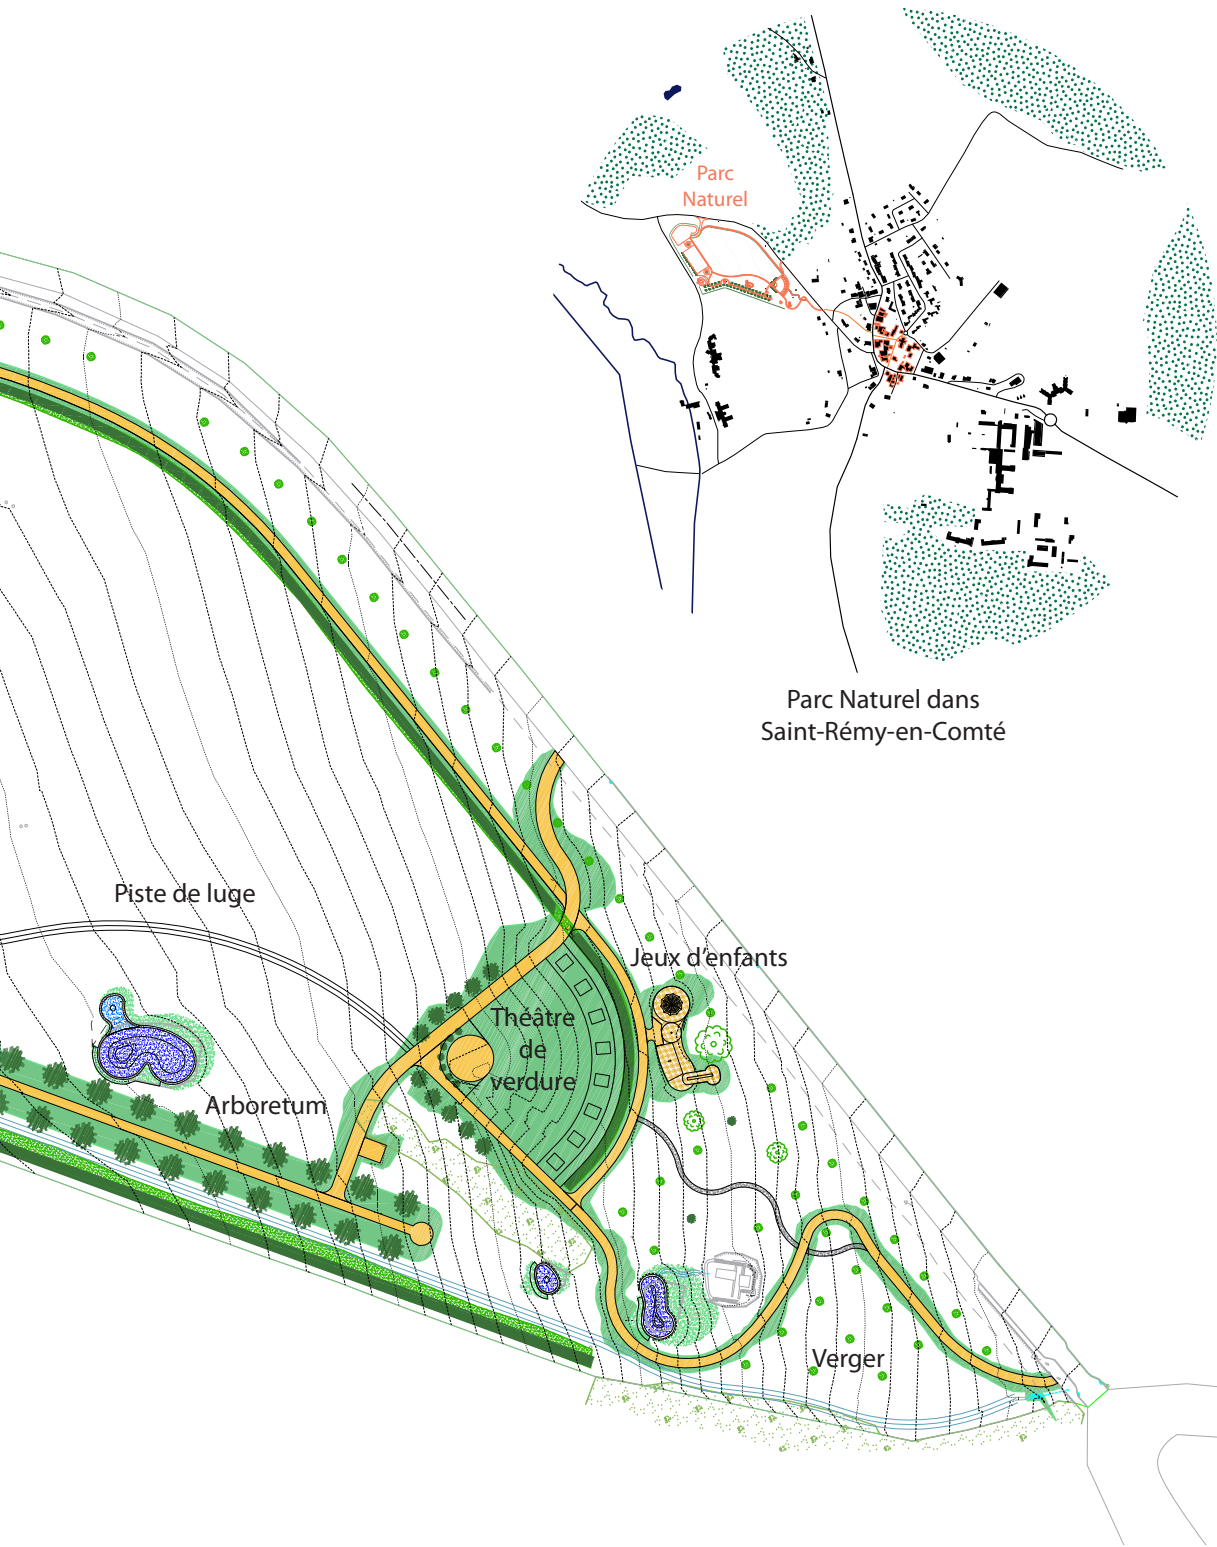 Parc
Naturel
Parc Naturel dans
Saint-Rémy-en-Comté
Piste de luge
Jeux d'enfants
Théâtre
de
verdure
Arboretum
Verger